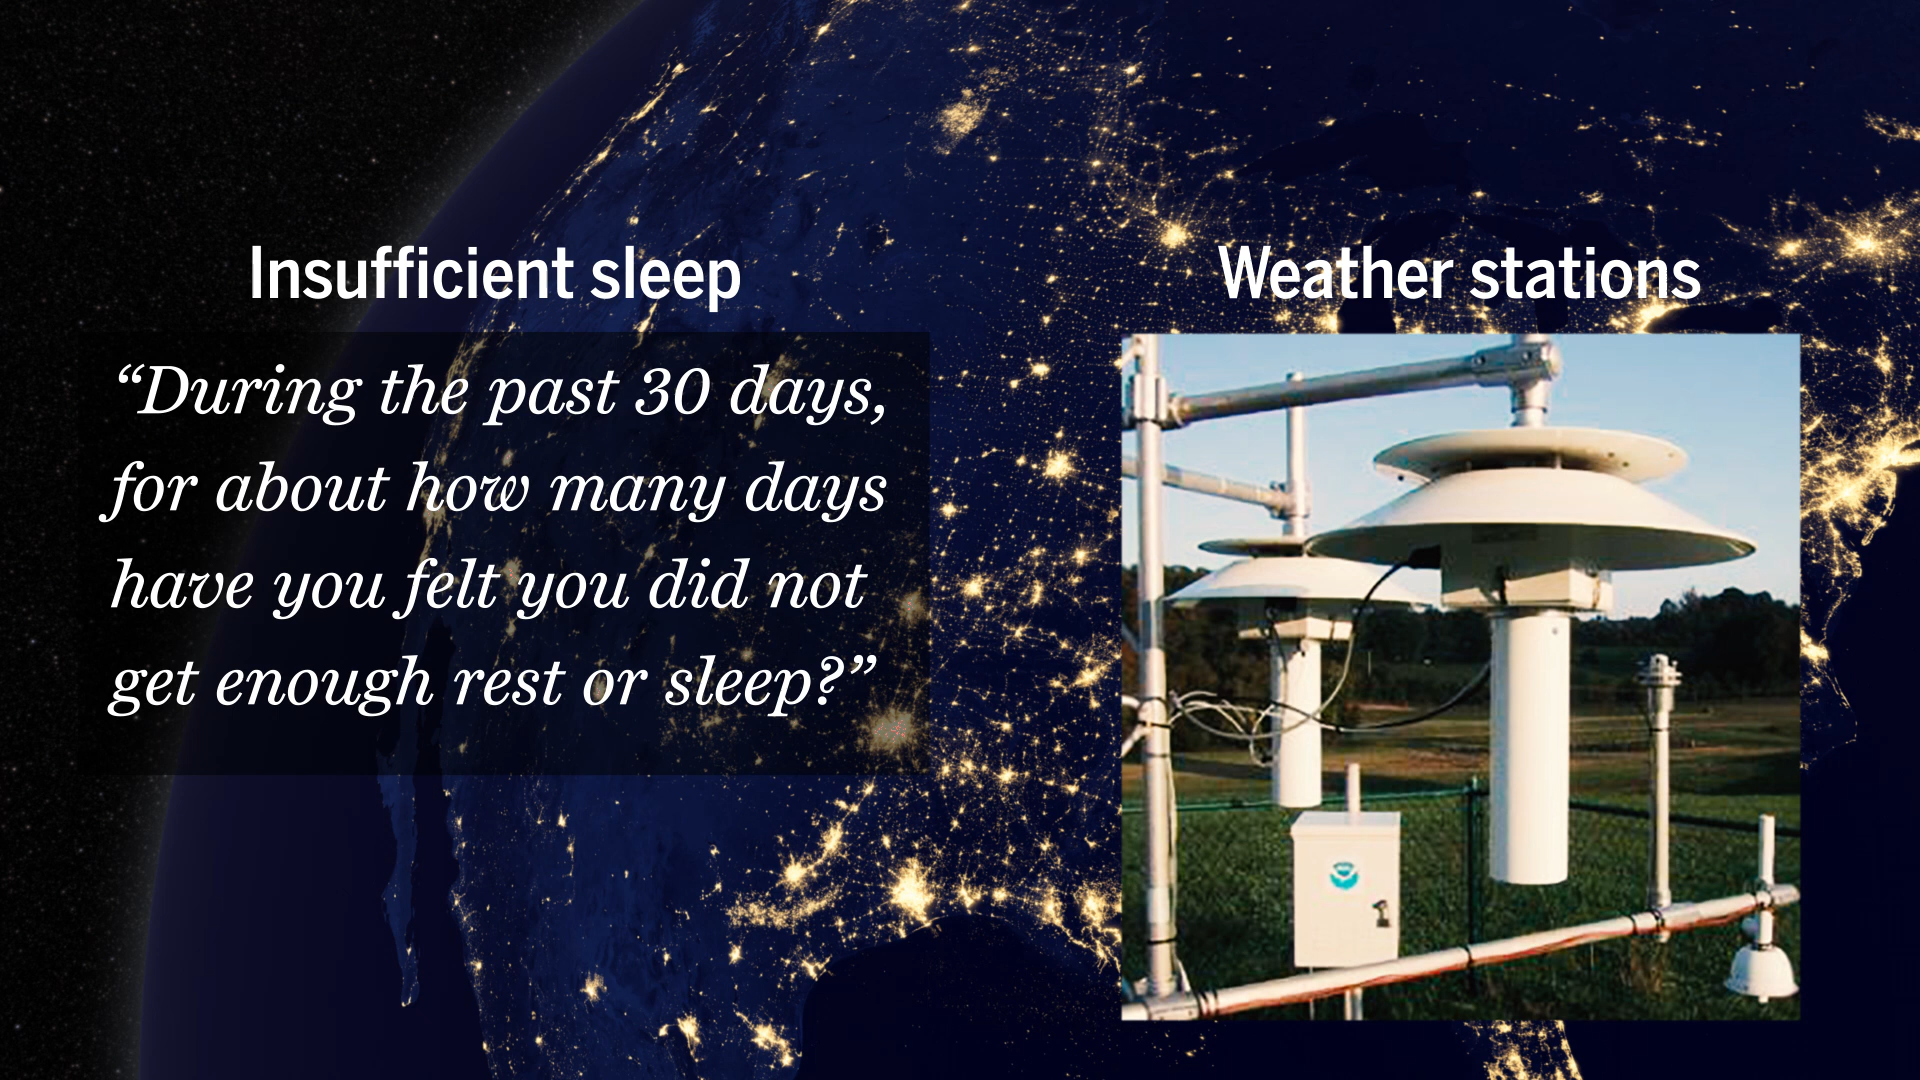 Insufficient sleep
“During the past 30 days,
for about how many days
have you felt you did not
get enough rest or sleep?”
Weather stations